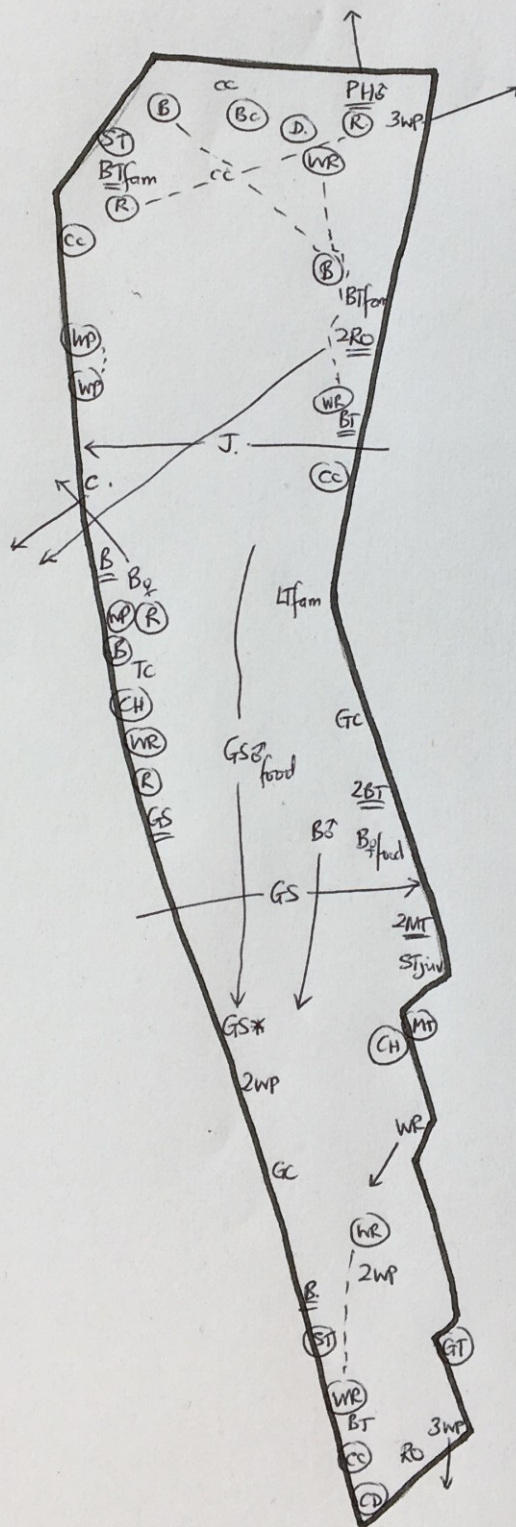 cc
PH♂
B
Bc
D.
R.
3WP
ST
WR
BTfam
cc
R
CC
B
BTfam
WP
2RO
WP
WR
BT
J.
CC
C.
B
B♀
LTfam
WP R
B
TC
CH
GC
WR
GS♂food
R
2BT
GS
B♂
B♀food
GS
2MT
STjuv
GS*
MT
CH
2WP
WR
GC
WR
2WP
B.
ST
GT
WR
BT
3WP
CC
RO
CD